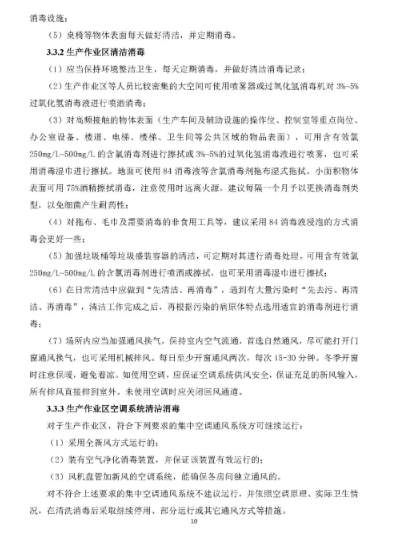 消毒设施；
（5）桌椅等物体表面每天做好清洁，并定期消毒。
3.3.2 生产作业区清洁消毒
（1）应当保持环境整洁卫生，每天定期消毒，并做好清洁消毒记录；
（2）生产作业区等人员比较密集的大空间可使用喷雾器或过氧化氢消毒机对 3%~5%
过氧化氢消毒液进行喷洒消毒；
（3）对高频接触的物体表面（生产车间及辅助设施的操作位、控制室等重点岗位、
办公室设备、楼道、电梯、楼梯、卫生间等公共区域的物品表面），可用含有效氯
250mg/L~500mg/L 的含氯消毒剂进行擦拭或 3%~5%的过氧化氢消毒液进行喷雾，也可采
用消毒湿巾进行擦拭。地面可使用 84 消毒液等含氯消毒剂拖布湿式拖拭。小面积物体
表面可用 75%酒精擦拭消毒，注意使用时远离火源，建议每隔一个月予以更换消毒剂类
型，以免细菌产生耐药性；
（4）对拖布、毛巾及需要消毒的非食用工具等，建议采用 84 消毒液浸泡的方式消
毒会更好一些；
（5）加强垃圾桶等垃圾盛装容器的清洁，可定期对其进行消毒处理。可用含有效氯
250mg/L~500mg/L 的含氯消毒剂进行喷洒或擦拭，也可采用消毒湿巾进行擦拭；
（6）在日常清洁中应做到“先清洁、再消毒”，遇到有大量污染时“先去污、再清
洁、再消毒”，清洁工作完成之后，再根据污染的病原体特点选用适宜的消毒剂进行消
毒；
（7）场所内应当加强通风换气，保持室内空气流通，首选自然通风，尽可能打开门
窗通风换气，也可采用机械排风。每日至少开窗通风两次，每次 15-30 分钟。冬季开窗
时注意保暖，避免着凉。如使用空调，应保证空调系统供风安全，保证充足的新风输入，
所有排风直接排到室外。未使用空调时应关闭回风通道。
3.3.3 生产作业区空调系统清洁消毒
对于生产作业区，符合下列要求的集中空调通风系统方可继续运行：
（1）采用全新风方式运行的；
（2）装有空气净化消毒装置，并保证该装置有效运行的；
（3）风机盘管加新风的空调系统，能确保各房间独立通风的。
对不符合上述要求的集中空调通风系统不建议运行，并依照空调原理、实际卫生情
况，在清洗消毒后采取继续停用、部分运行或其它通风方式等措施。
10